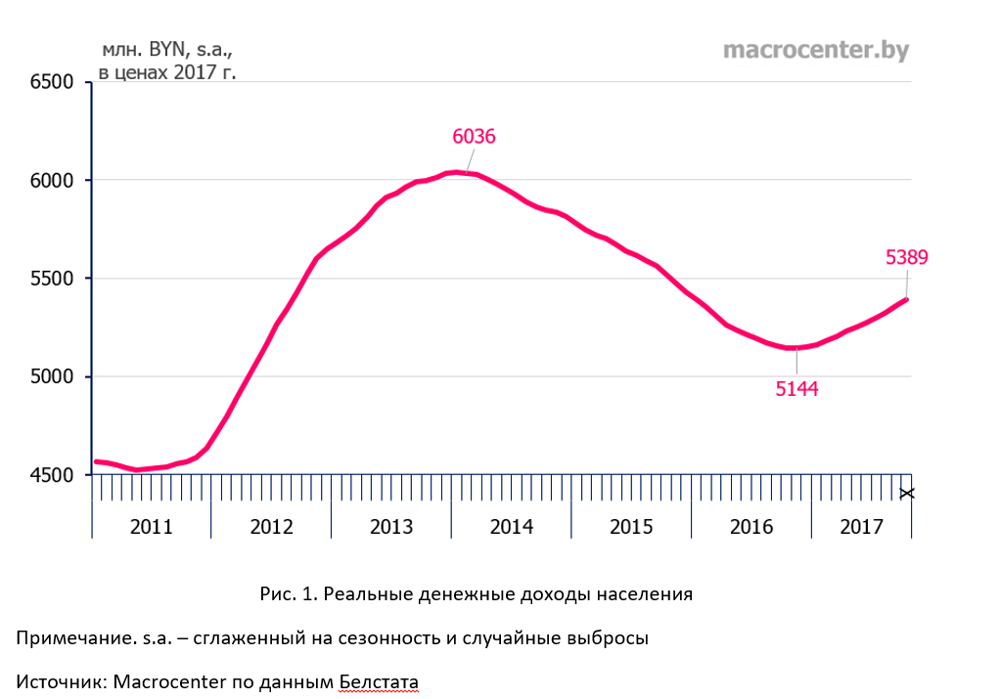 млн. BYN, s.a.,
в ценах 2017 г.
macrocenter.by
6500
6036
6000
5389
5500
5000
5144
4500
X
2011 2012 2013 2014 2015 2016 2017
Рис. 1. Реальные денежные доходы населения
Примечание. s.a. – сглаженный на сезонность и случайные выбросы
Источник: Macrocenter по данным Белстата